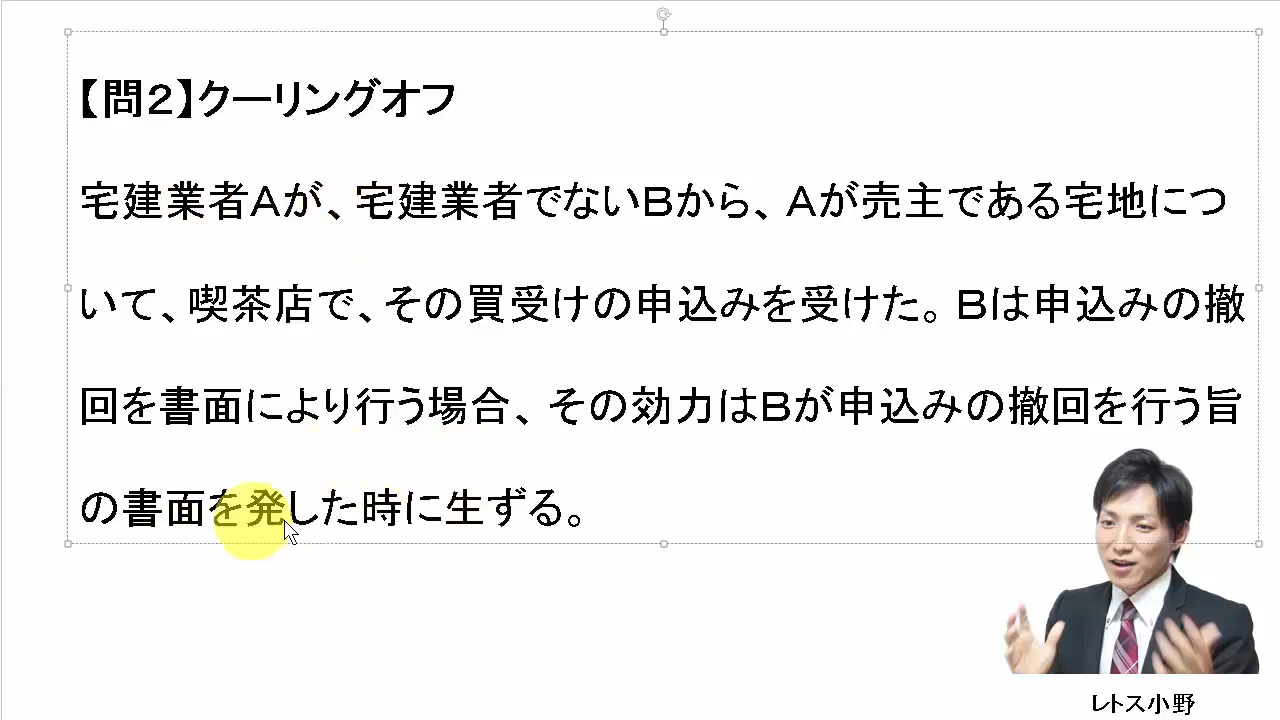 【問２】クーリングオフ
宅建業者Ａが、宅建業者でないＢから、Ａが売主である宅地につ
いて、喫茶店で、その買受けの申込みを受けた。Ｂは申込みの撤
回を書面により行う場合、その効力はＢが申込みの撤回を行う旨
の書面を発した時に生ずる。
レトス小野